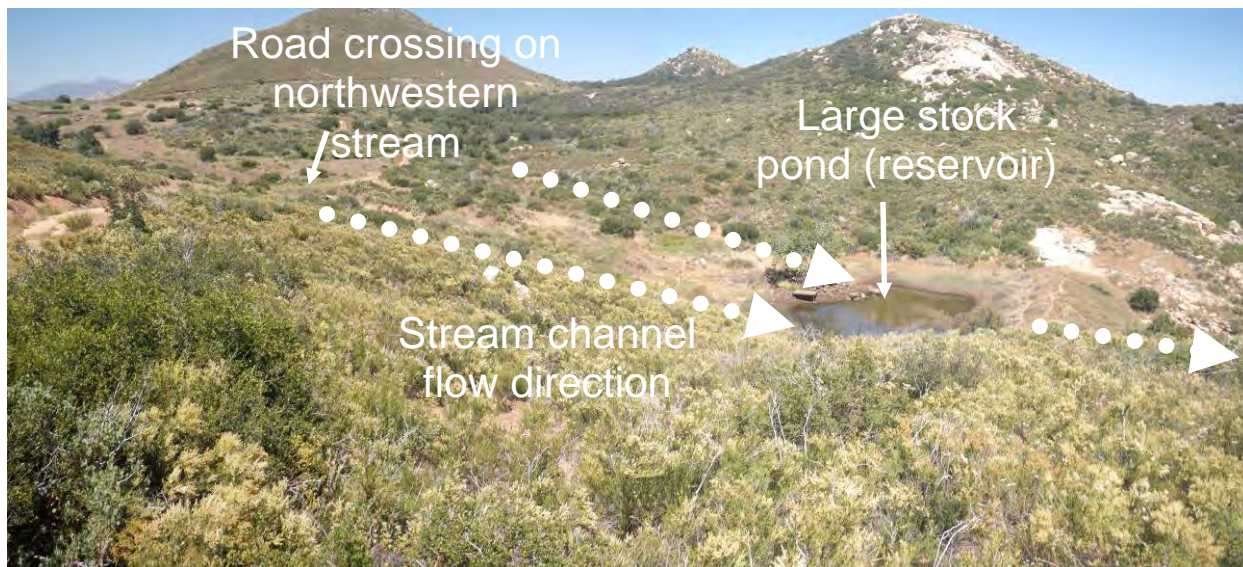 Road crossing on
northwestern
stream
Large stock
pond (reservoir)
Stream channel
flow direction